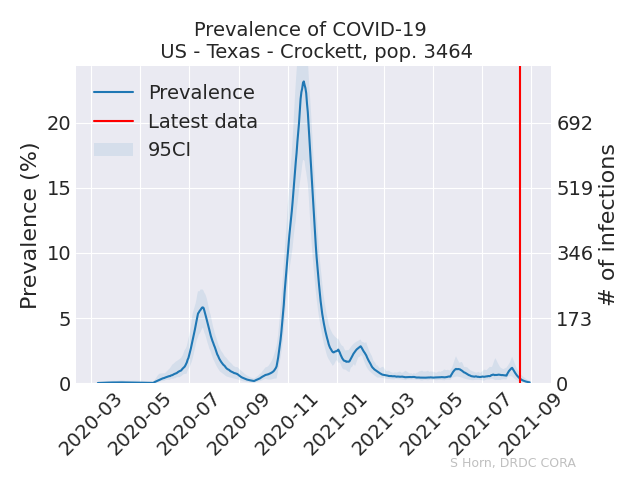 Prevalence of COVID-19
US - Texas - Crockett, pop. 3464
Prevalence
Latest data
95CI
Prevalence (%)
20
15
10
5
0
692
519
346
173
0
# of infections
2020-03
2020-05
2020-07
2020-09
2020-11
2021-01
2021-03
2021-05
2021-07
2021-09
S Horn, DRDC CORA